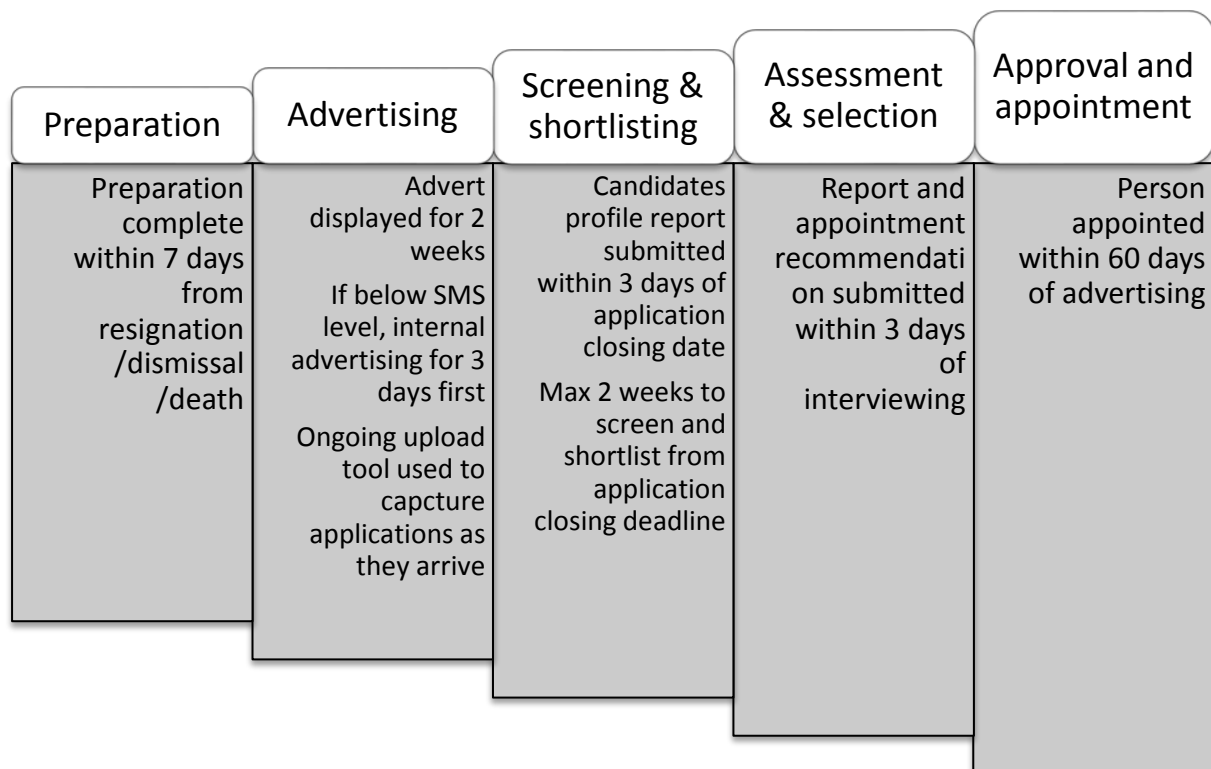 Preparation
Preparation
complete
within 7 days
from
resignation
/dismissal
/death
Advertising
Advert
displayed for 2
weeks
If below SMS
level, internal
advertising for 3
days first
Ongoing upload
tool used to
capcture
applications as
they arrive
Screening &
shortlisting
Candidates
profile report
submitted
within 3 days of
application
closing date
Max 2 weeks to
screen and
shortlist from
application
closing deadline
Assessment
& selection
Report and
appointment
recommendati
on submitted
within 3 days
of
interviewing
Approval and
appointment
Person
appointed
within 60 days
of advertising